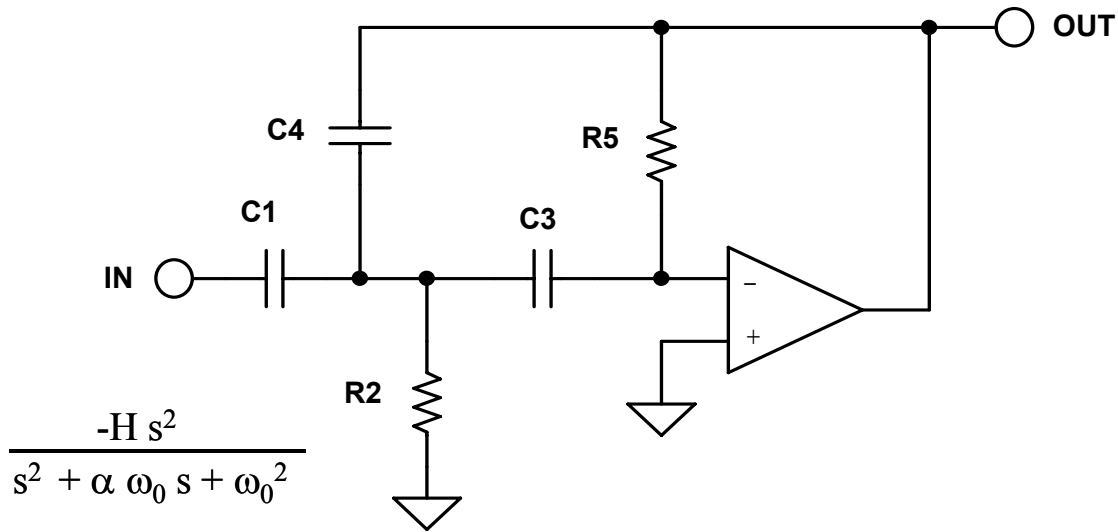 OUT
C4
R5
C1
C3
IN
−
+
R2
-H s²
s² + α ω₀ s + ω₀²